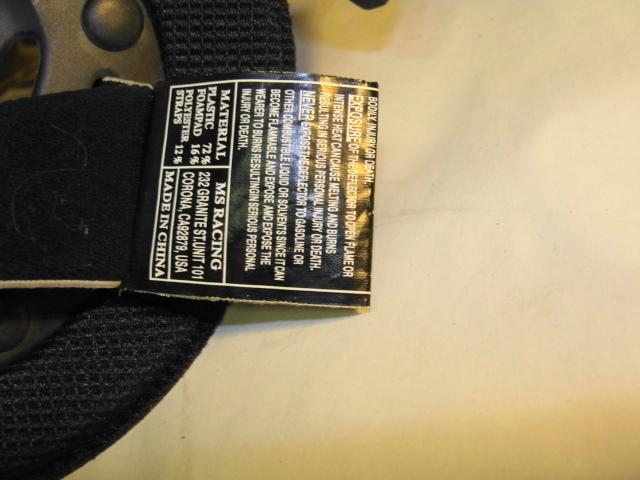 BODILY INJURY OR DEATH.
EXPOSURE OF THE DEFLECTOR TO OPEN FLAME OR
INTENSE HEAT CAN CAUSE MELTING AND BURNS
RESULTING IN SERIOUS PERSONAL INJURY OR DEATH.
NEVER EXPOSE THE DEFLECTOR TO GASOLINE OR
OTHER COMBUSTIBLE LIQUID OR SOLVENTS SINCE IT CAN
BECOME FLAMMABLE AND EXPOSE AMD EXPOSE THE
WEARER TO BURNS RESULTING IN SERIOUS PERSONAL
INJURY OR DEATH.
MATERIAL
PLASTIC 72%
FOAMPAD 16%
POLYESTER
STRAPS 12%
MS RACING
232 GRANITE ST.UNIT 101
CORONA, CA92879, USA
MADE IN CHINA